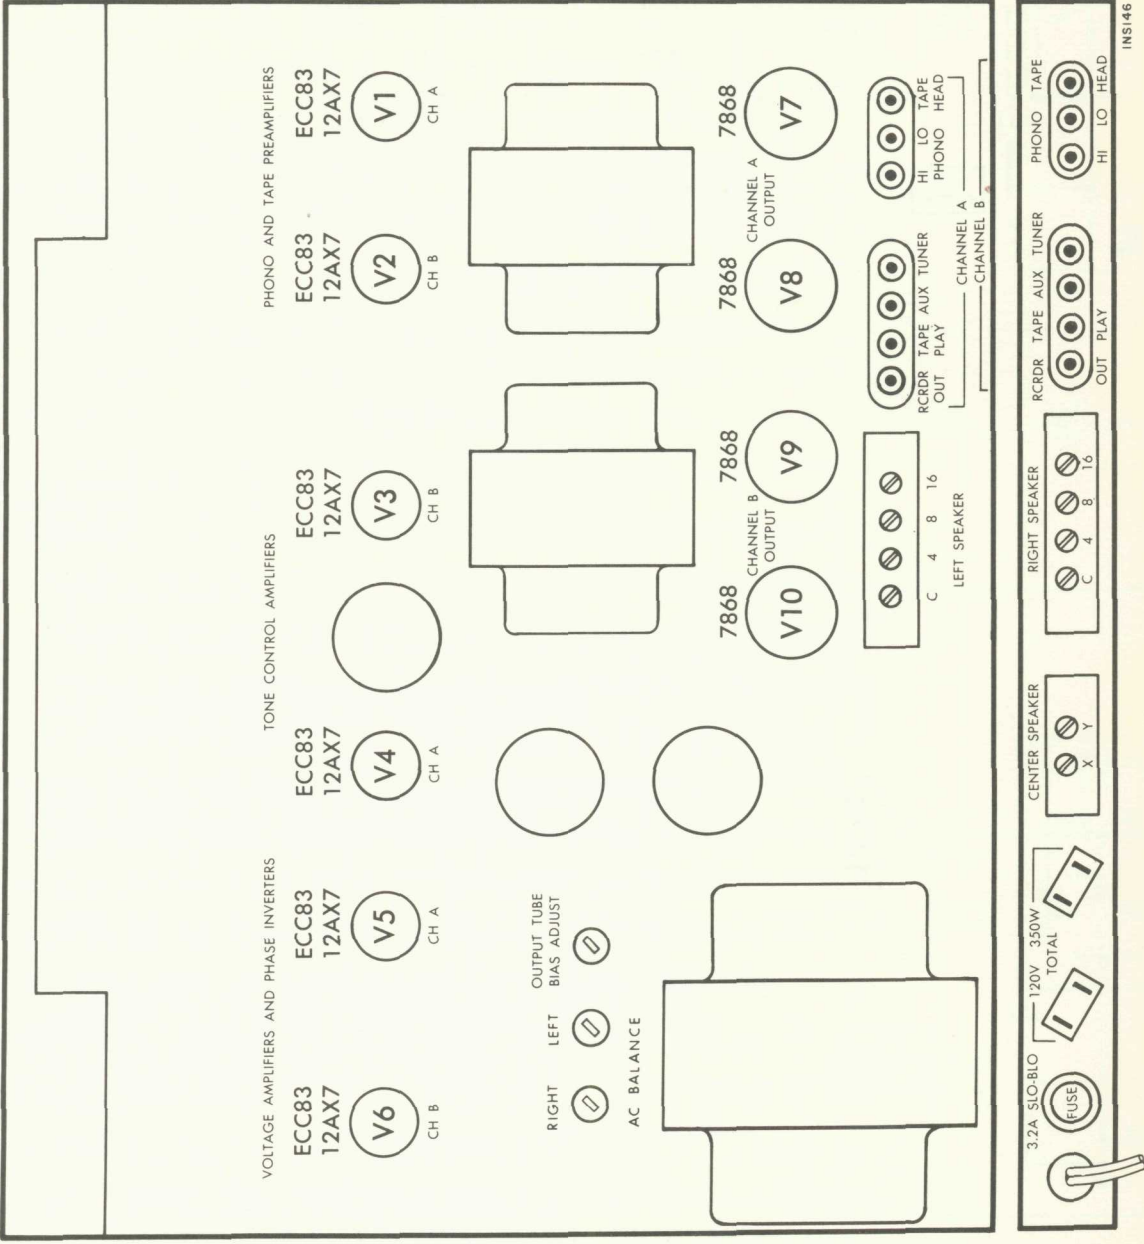 VOLTAGE AMPLIFIERS AND PHASE INVERTERS
TONE CONTROL AMPLIFIERS
PHONO AND TAPE PREAMPLIFIERS
ECC83
12AX7
V6
CH B
ECC83
12AX7
V5
CH A
ECC83
12AX7
V4
CH A
ECC83
12AX7
V3
CH B
ECC83
12AX7
V2
CH B
ECC83
12AX7
V1
CH A
RIGHT
LEFT
OUTPUT TUBE
BIAS ADJUST
AC BALANCE
7868
V10
CHANNEL B
OUTPUT
7868
V9
7868
V8
CHANNEL A
OUTPUT
7868
V7
C 4 8 16
LEFT SPEAKER
RCRDR TAPE AUX TUNER
OUT PLAY
HI LO TAPE
PHONO HEAD
CHANNEL A
CHANNEL B
3.2A SLO-BLO
FUSE
120V 350W
TOTAL
CENTER SPEAKER
X Y
RIGHT SPEAKER
C 4 8 16
RCRDR TAPE AUX TUNER
OUT PLAY
PHONO TAPE
HI LO HEAD
INS146